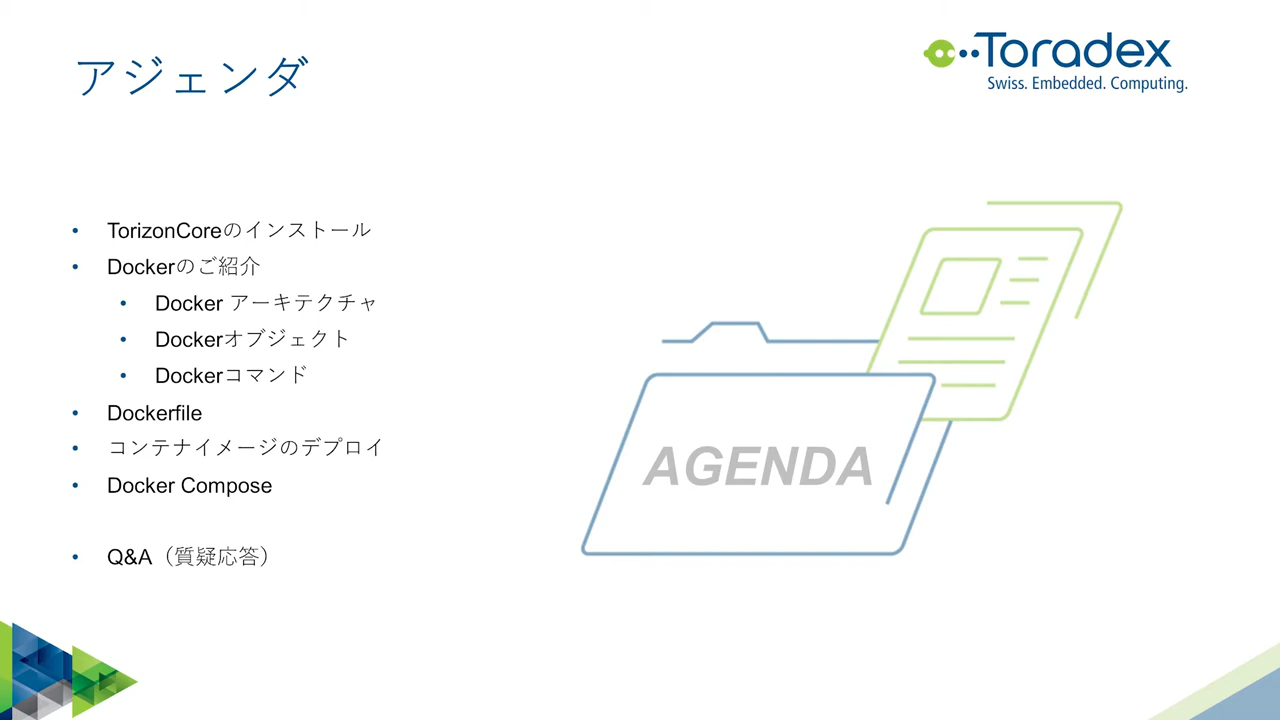 アジェンダ
Toradex
Swiss. Embedded. Computing.
• TorizonCoreのインストール
• Dockerのご紹介
• Docker アーキテクチャ
• Dockerオブジェクト
• Dockerコマンド
• Dockerfile
• コンテナイメージのデプロイ
• Docker Compose
• Q&A（質疑応答）
AGENDA